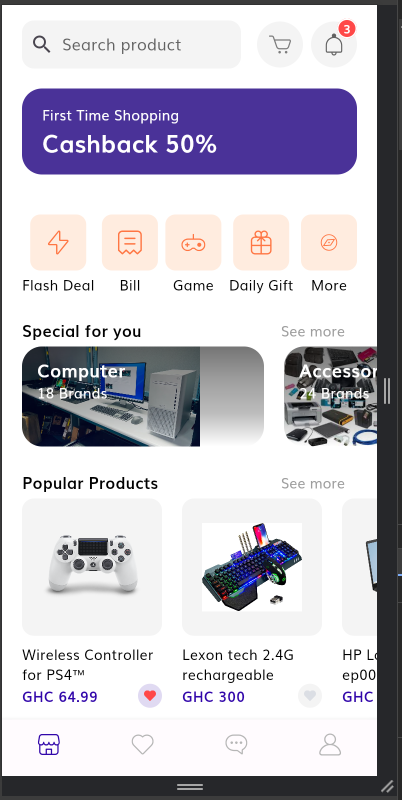 Search product
3
First Time Shopping
Cashback 50%
Flash Deal
Bill
Game
Daily Gift
More
Special for you
See more
Computer
18 Brands
Accessor
24 Brands
Popular Products
See more
Wireless Controller
for PS4™
GHC 64.99
Lexon tech 2.4G
rechargeable
GHC 300
HP L
ep00
GHC